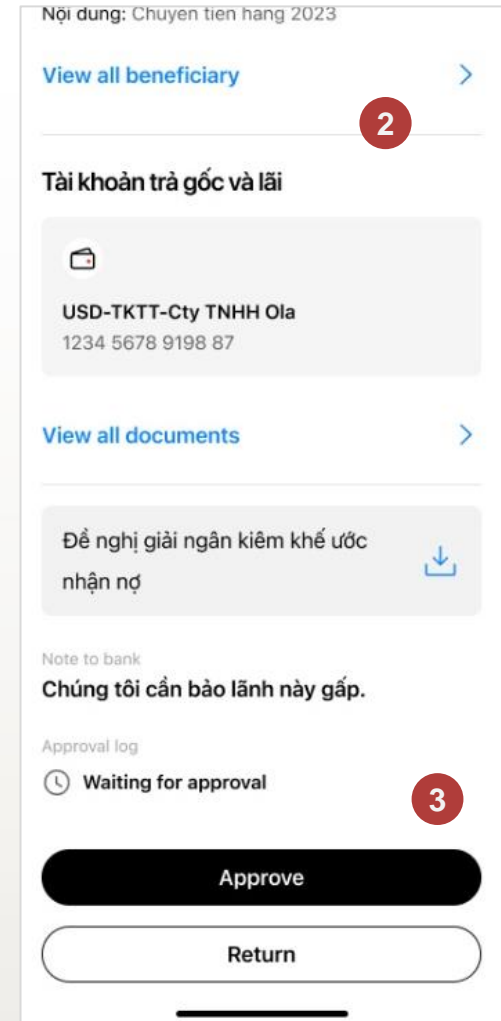 Nội dung: Chuyen tien hang 2023
View all beneficiary
2
Tài khoản trả gốc và lãi
USD-TKTT-Cty TNHH Ola
1234 5678 9198 87
View all documents
Đề nghị giải ngân kiêm khế ước
nhận nợ
Note to bank
Chúng tôi cần bảo lãnh này gấp.
Approval log
Waiting for approval
3
Approve
Return